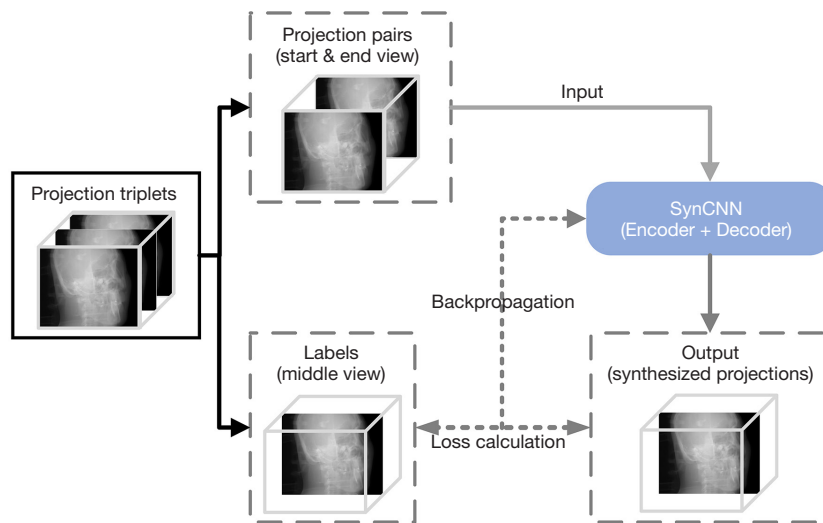 Projection pairs
(start & end view)
Input
Projection triplets
SynCNN
(Encoder + Decoder)
Backpropagation
Labels
(middle view)
Output
(synthesized projections)
Loss calculation